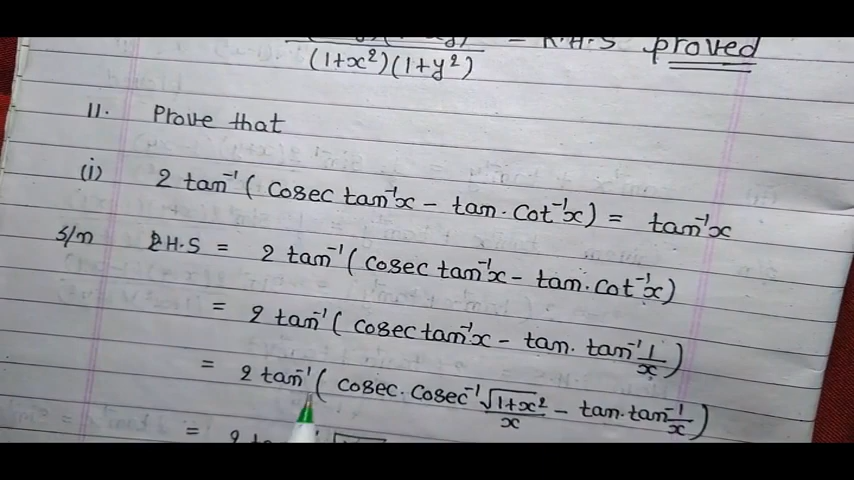 = R.H.S proved
(1+x²)(1+y²)
11. Prove that
(i) 2 tan⁻¹ ( cosec tan⁻¹x − tan. cot⁻¹x) = tan⁻¹x
S/n L.H.S = 2 tan⁻¹ ( cosec tan⁻¹x − tan. cot⁻¹x)
= 2 tan⁻¹ ( cosec tan⁻¹x − tan. tan⁻¹ 1/x )
= 2 tan⁻¹ ( cosec. cosec⁻¹ √1+x²/x − tan. tan⁻¹ 1/x )
=